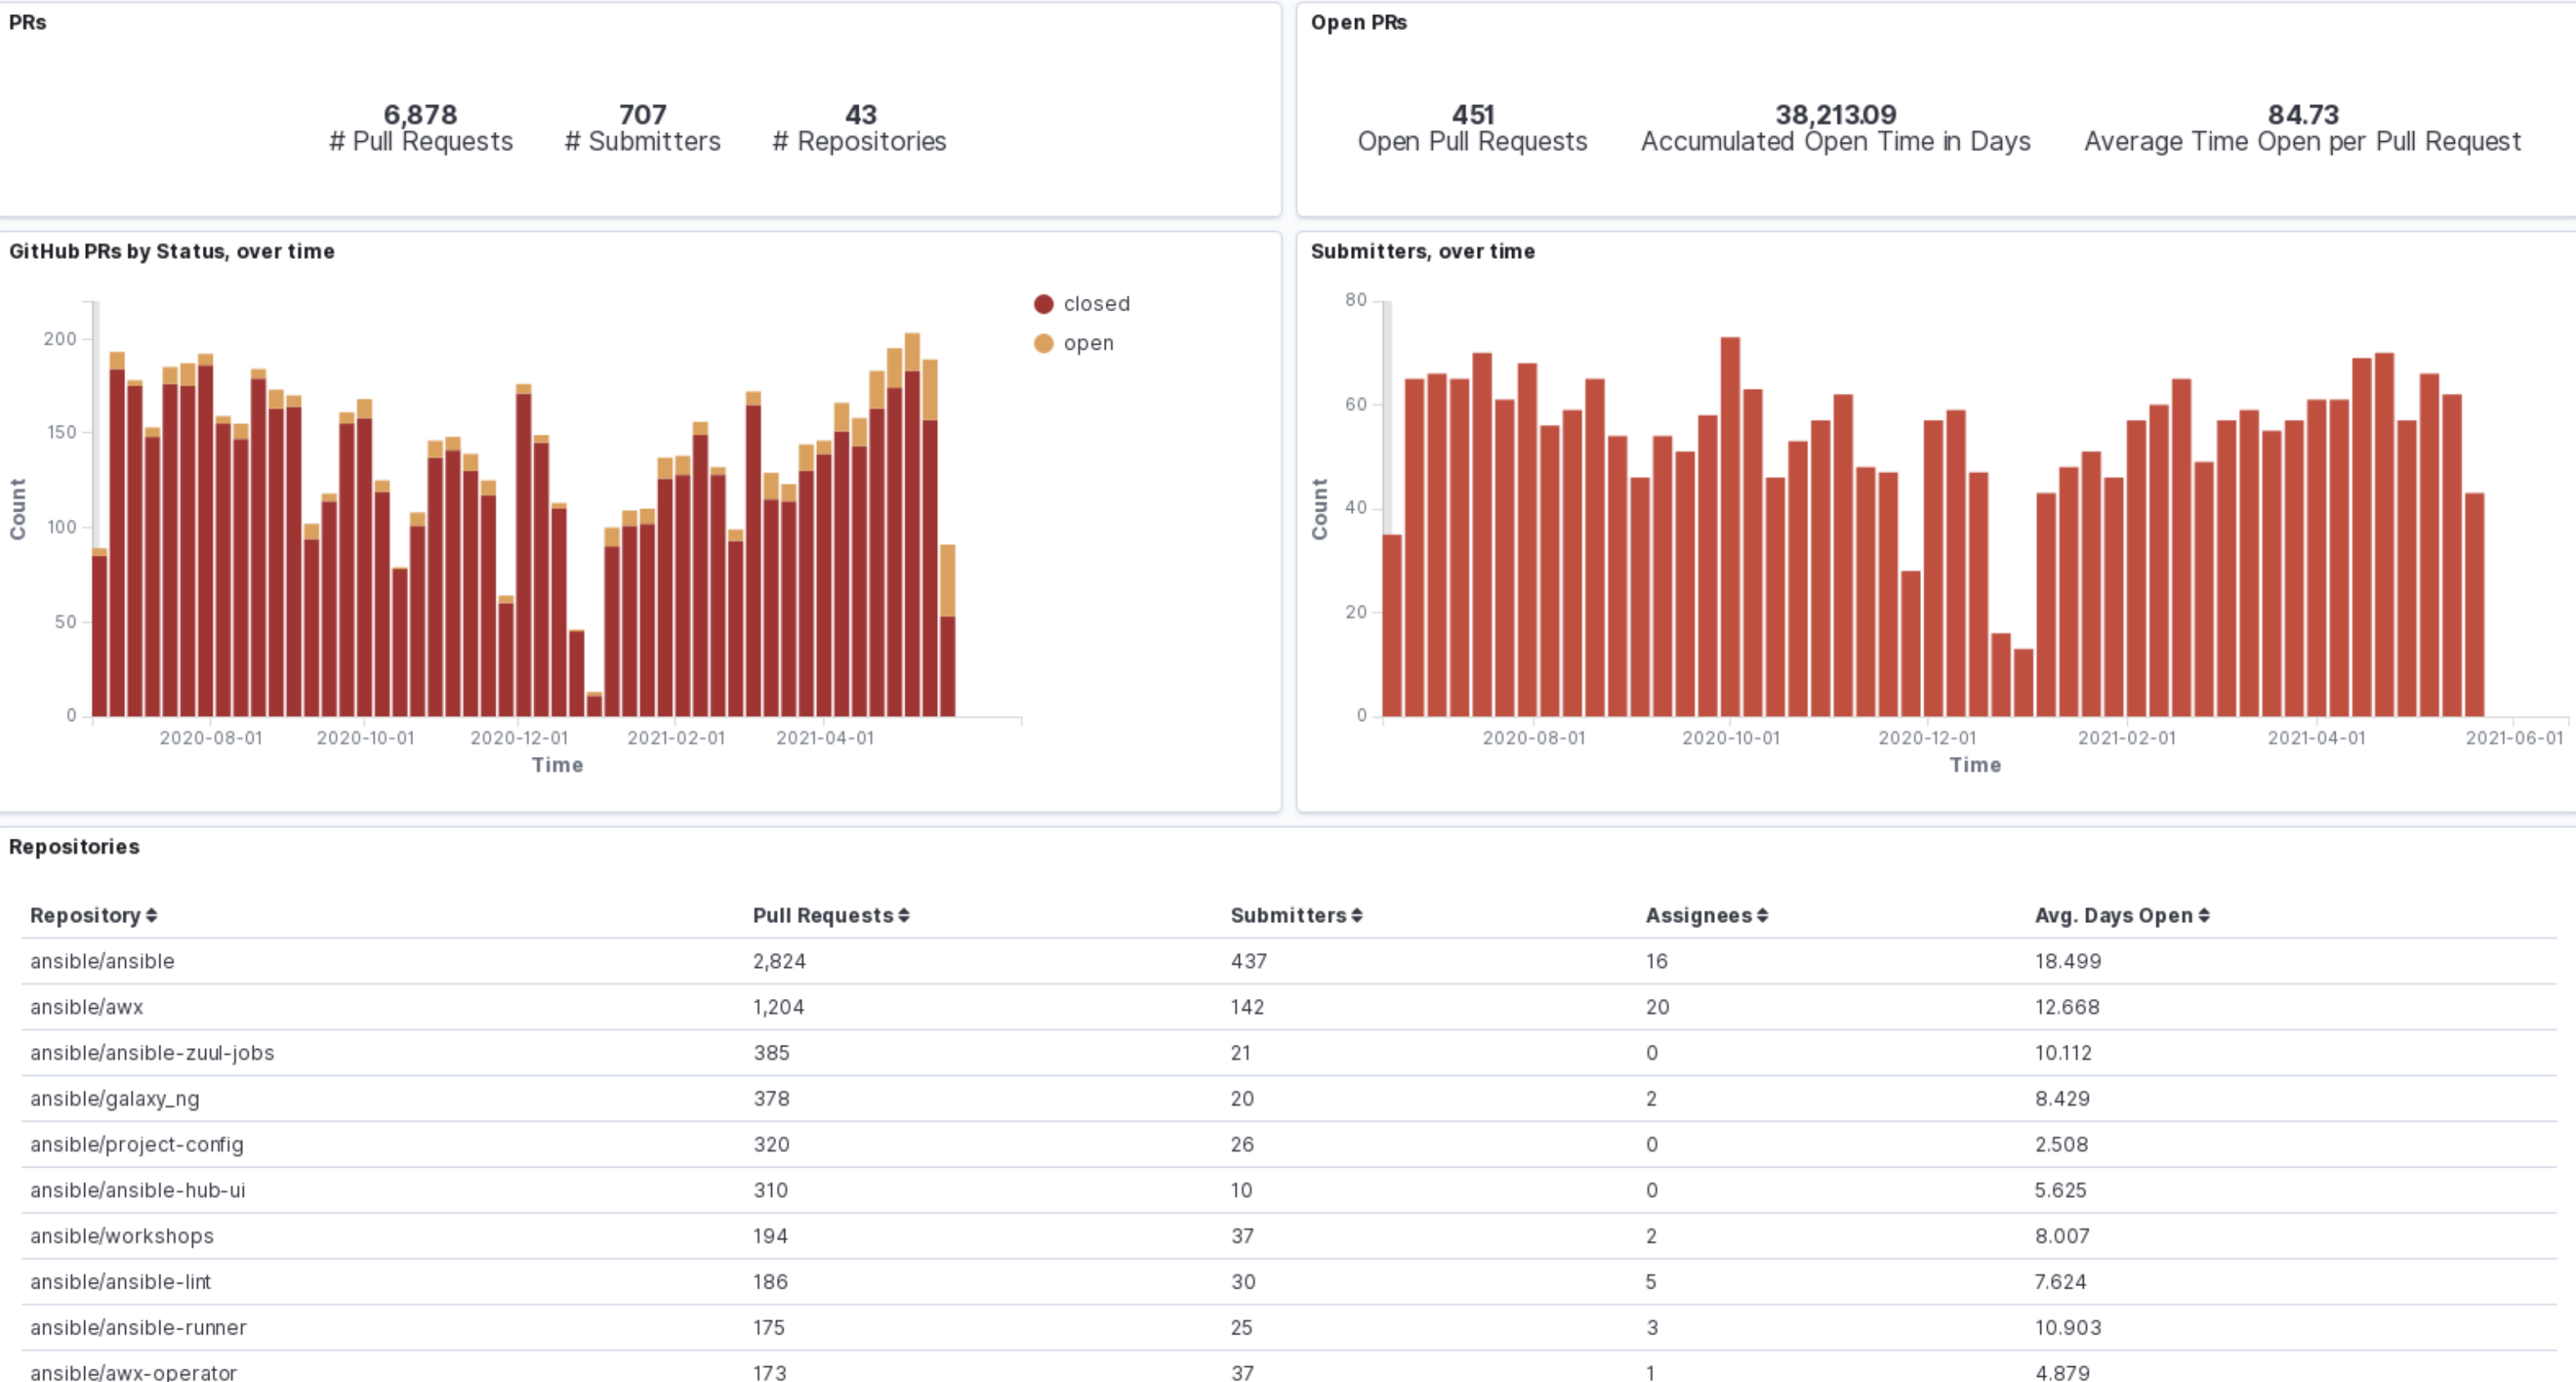 PRs
6,878 707 43
# Pull Requests # Submitters # Repositories
Open PRs
451 38,213.09 84.73
Open Pull Requests Accumulated Open Time in Days Average Time Open per Pull Request
GitHub PRs by Status, over time
closed
open
200
150
100
50
0
Count
2020-08-01 2020-10-01 2020-12-01 2021-02-01 2021-04-01
Time
Submitters, over time
80
60
40
20
0
Count
2020-08-01 2020-10-01 2020-12-01 2021-02-01 2021-04-01 2021-06-01
Time
Repositories
Repository Pull Requests Submitters Assignees Avg. Days Open
ansible/ansible 2,824 437 16 18.499
ansible/awx 1,204 142 20 12.668
ansible/ansible-zuul-jobs 385 21 0 10.112
ansible/galaxy_ng 378 20 2 8.429
ansible/project-config 320 26 0 2.508
ansible/ansible-hub-ui 310 10 0 5.625
ansible/workshops 194 37 2 8.007
ansible/ansible-lint 186 30 5 7.624
ansible/ansible-runner 175 25 3 10.903
ansible/awx-operator 173 37 1 4.879